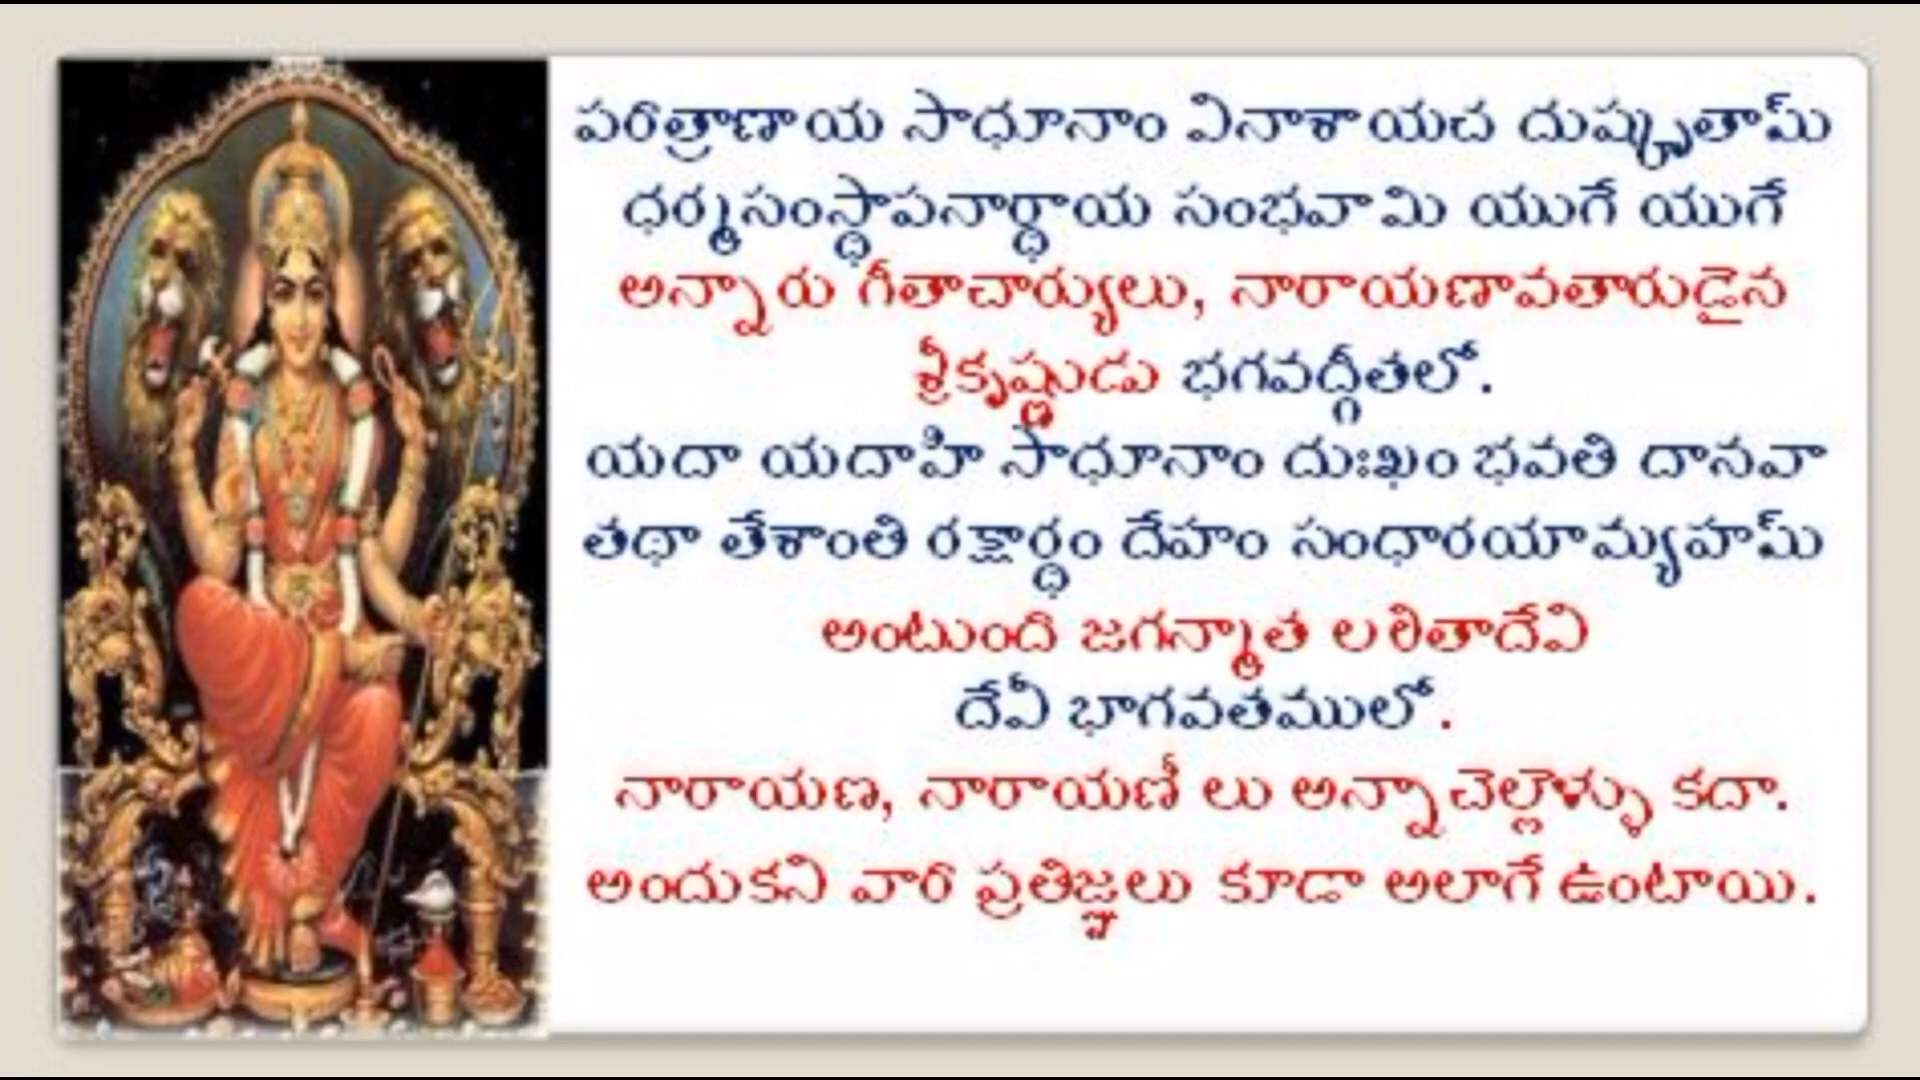 పరిత్రాణాయ సాధూనాం వినాశాయచ దుష్కృతామ్
ధర్మసంస్థాపనార్థాయ సంభవామి యుగే యుగే
అన్నారు గీతాచార్యులు, నారాయణావతారుడైన
శ్రీకృష్ణుడు భగవద్గీతలో.
యదా యదాహి సాధూనాం దుఃఖం భవతి దానవా
తథా తేశాంతి రక్షార్థం దేహం సంధారయామ్యహమ్
అంటుంది జగన్మాత లలితాదేవి
దేవీ భాగవతములో.
నారాయణ, నారాయణీ లు అన్నాచెల్లెళ్ళు కదా.
అందుకని వారి ప్రతిజ్ఞలు కూడా అలాగే ఉంటాయి.